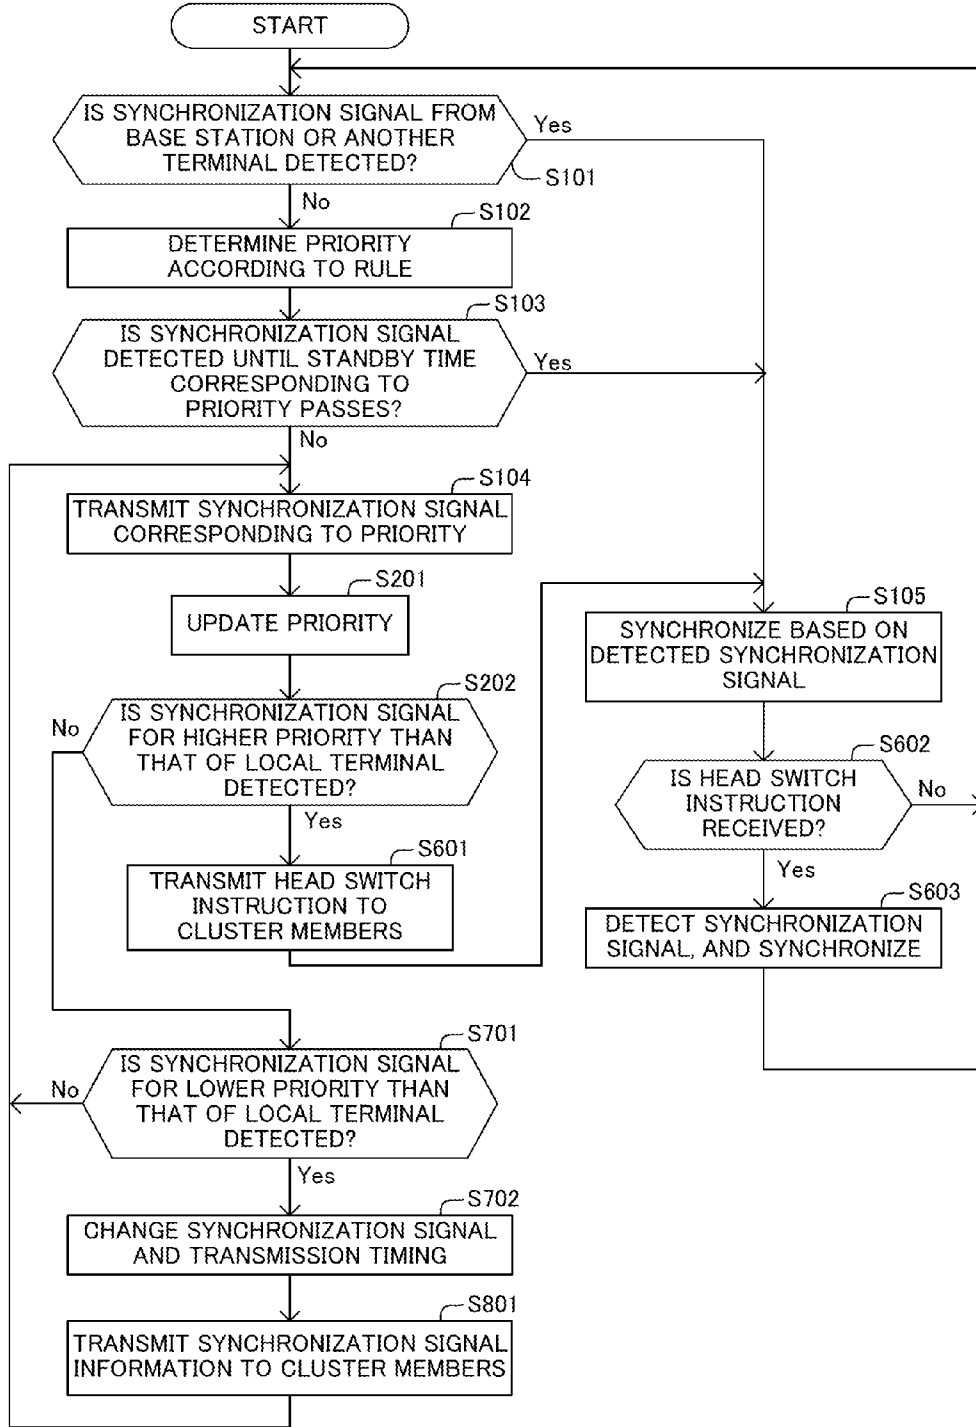 START
IS SYNCHRONIZATION SIGNAL FROM
BASE STATION OR ANOTHER
TERMINAL DETECTED?
Yes
S101
No
S102
DETERMINE PRIORITY
ACCORDING TO RULE
S103
IS SYNCHRONIZATION SIGNAL
DETECTED UNTIL STANDBY TIME
CORRESPONDING TO
PRIORITY PASSES?
Yes
No
S104
TRANSMIT SYNCHRONIZATION SIGNAL
CORRESPONDING TO PRIORITY
S201
UPDATE PRIORITY
S202
IS SYNCHRONIZATION SIGNAL
FOR HIGHER PRIORITY THAN
THAT OF LOCAL TERMINAL
DETECTED?
No
Yes
S601
TRANSMIT HEAD SWITCH
INSTRUCTION TO
CLUSTER MEMBERS
S105
SYNCHRONIZE BASED ON
DETECTED SYNCHRONIZATION
SIGNAL
S602
IS HEAD SWITCH
INSTRUCTION
RECEIVED?
No
Yes
S603
DETECT SYNCHRONIZATION
SIGNAL, AND SYNCHRONIZE
S701
IS SYNCHRONIZATION SIGNAL
FOR LOWER PRIORITY THAN
THAT OF LOCAL TERMINAL
DETECTED?
No
Yes
S702
CHANGE SYNCHRONIZATION SIGNAL
AND TRANSMISSION TIMING
S801
TRANSMIT SYNCHRONIZATION SIGNAL
INFORMATION TO CLUSTER MEMBERS